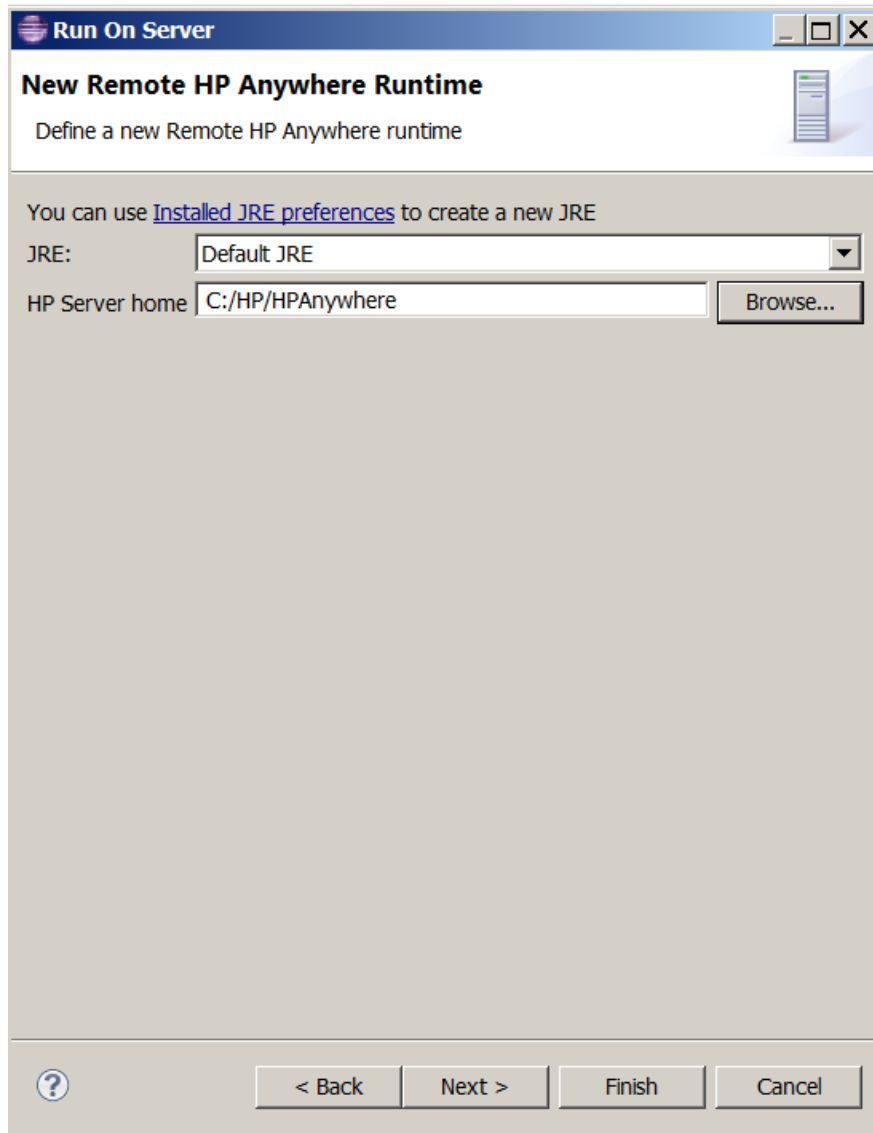 Run On Server
New Remote HP Anywhere Runtime
Define a new Remote HP Anywhere runtime
You can use Installed JRE preferences to create a new JRE
JRE: Default JRE
HP Server home C:/HP/HPAnywhere Browse...
? < Back Next > Finish Cancel